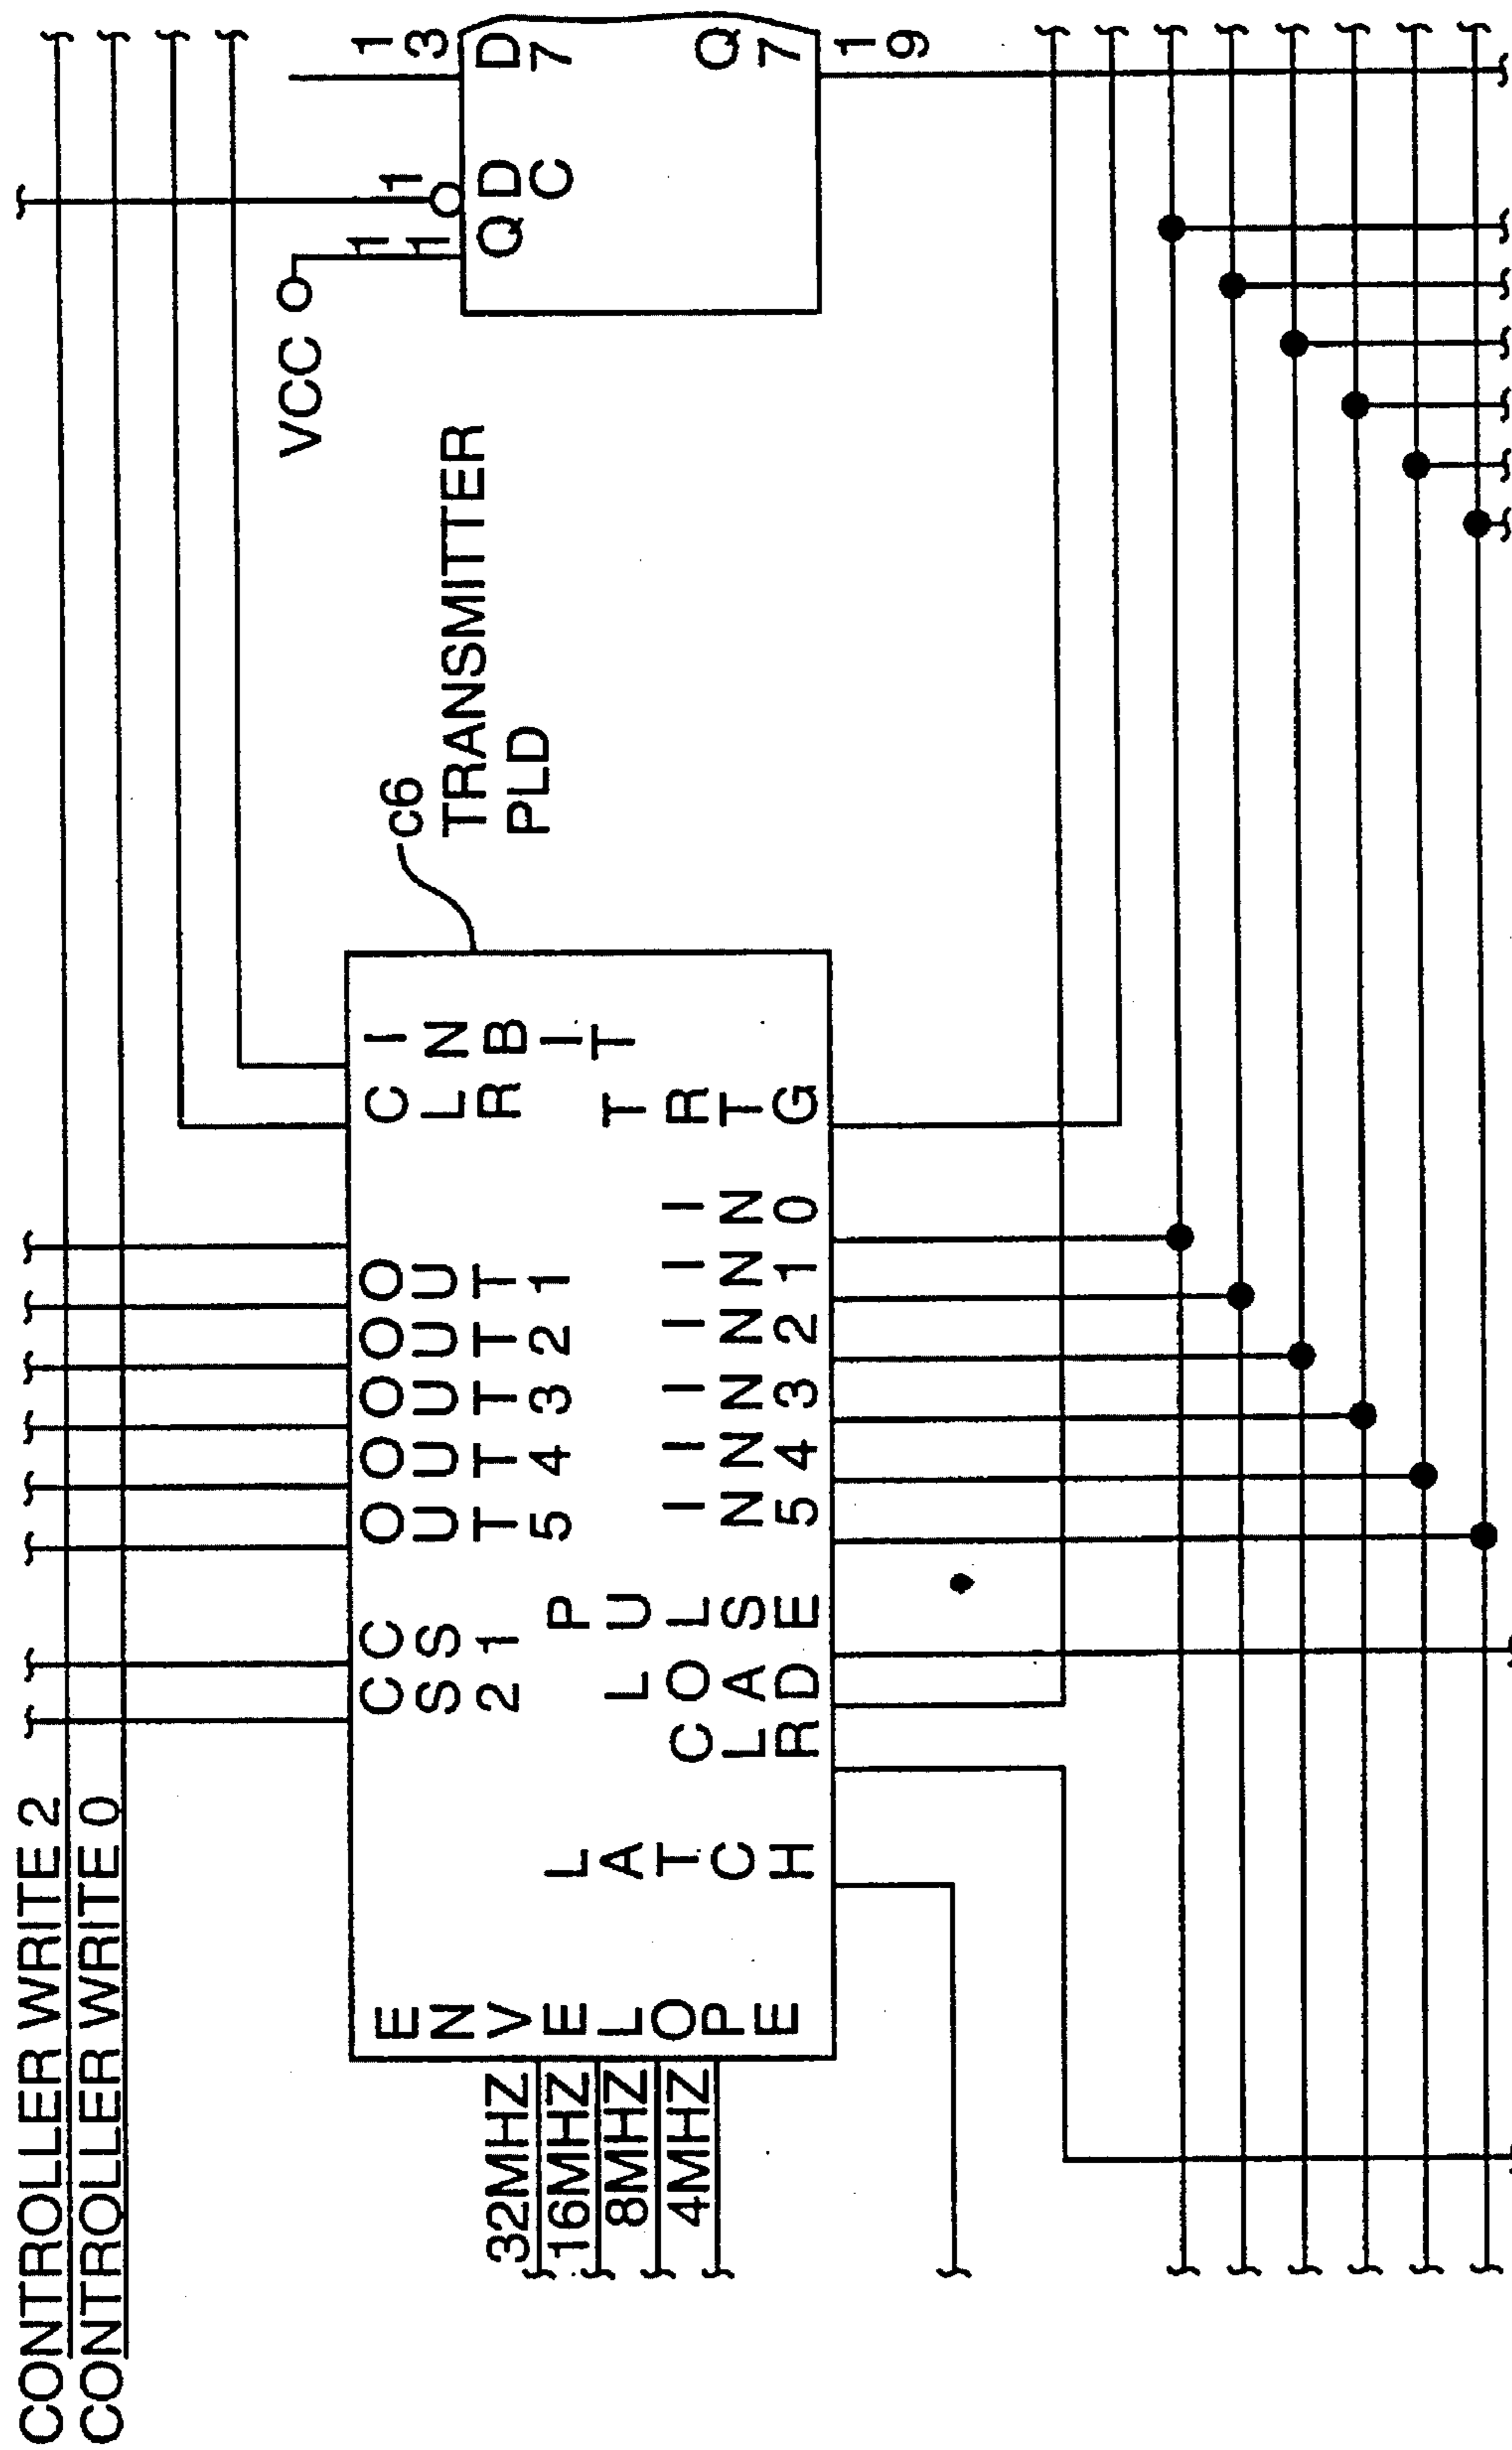 CONTROLLER WRITE 2
CONTROLLER WRITE 0
32MHZ
16MHZ
8MHZ
4MHZ
ENVELOPE
CS2
CS1
OUT5
OUT4
OUT3
OUT2
OUT1
CLR
INBIT
LATCH
CLR
LOAD
PULSE
IN5
IN4
IN3
IN2
IN1
IN0
TRTG
c6
TRANSMITTER
PLD
VCC
11
1
13
Q
DC
D7
Q7
19